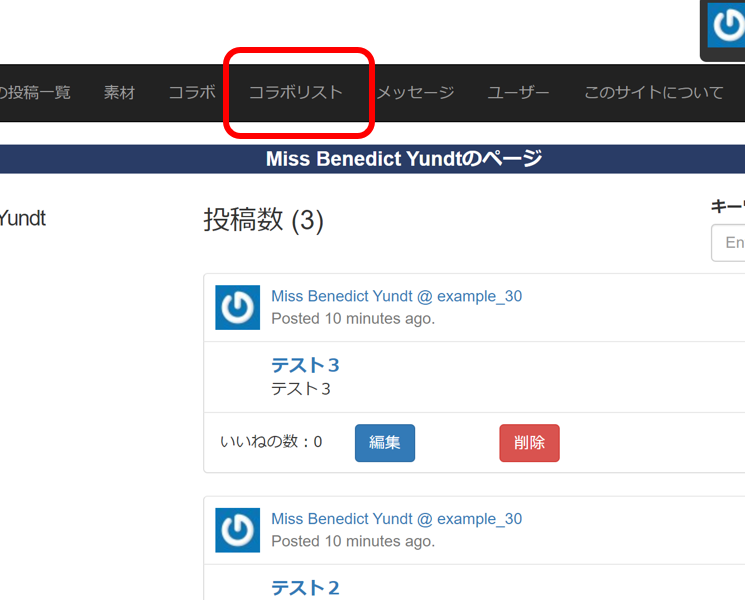 の投稿一覧 素材 コラボ コラボリスト メッセージ ユーザー このサイトについて
Miss Benedict Yundtのページ
Yundt
投稿数 (3)
キー
En
Miss Benedict Yundt @ example_30
Posted 10 minutes ago.
テスト３
テスト３
いいねの数：0 編集 削除
Miss Benedict Yundt @ example_30
Posted 10 minutes ago.
テスト２